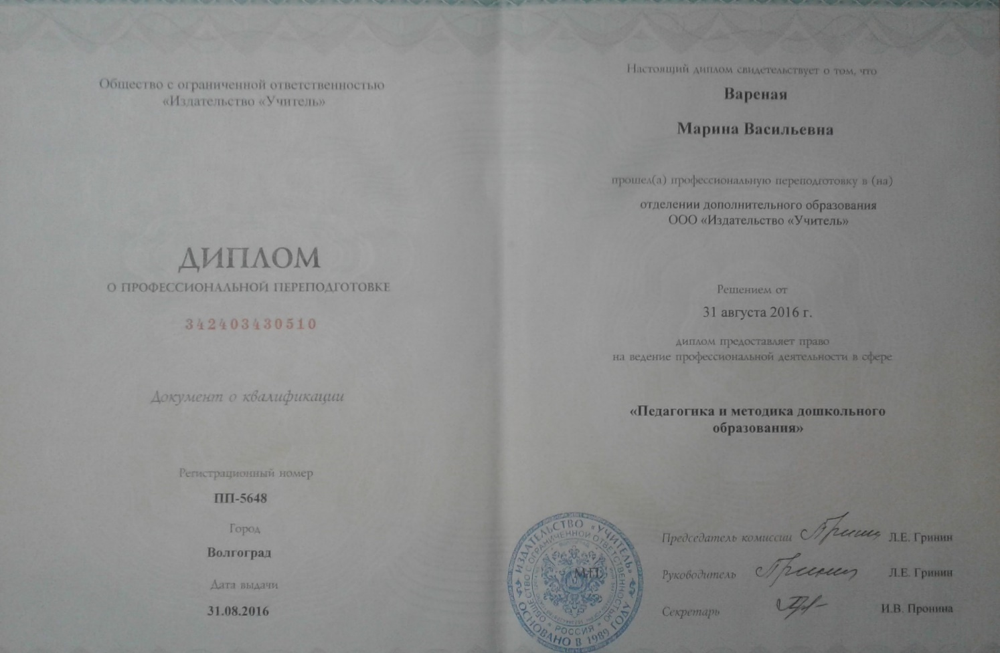 Общество с ограниченной ответственностью
«Издательство «Учитель»
ДИПЛОМ
О ПРОФЕССИОНАЛЬНОЙ ПЕРЕПОДГОТОВКЕ
342403430510
Документ о квалификации
Регистрационный номер
ПП-5648
Город
Волгоград
Дата выдачи
31.08.2016
Настоящий диплом свидетельствует о том, что
Вареная
Марина Васильевна
прошел(а) профессиональную переподготовку в (на)
отделении дополнительного образования
ООО «Издательство «Учитель»
Решением от
31 августа 2016 г.
диплом предоставляет право
на ведение профессиональной деятельности в сфере
«Педагогика и методика дошкольного
образования»
Председатель комиссии Л.Е. Гринин
Руководитель Л.Е. Гринин
Секретарь И.В. Пронина
М.П.
ИЗДАТЕЛЬСТВО «УЧИТЕЛЬ»
ОСНОВАНО В 1989 ГОДУ
ОБЩЕСТВО С ОГРАНИЧЕННОЙ ОТВЕТСТВЕННОСТЬЮ
РОССИЯ